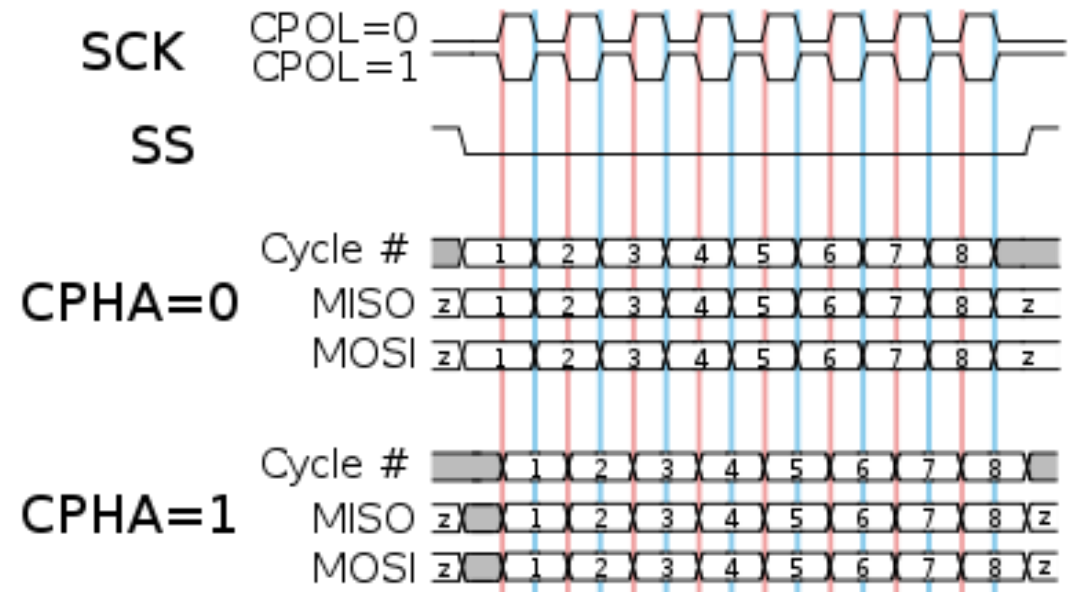 SCK CPOL=0
CPOL=1
SS
Cycle # 1 2 3 4 5 6 7 8
CPHA=0 MISO z 1 2 3 4 5 6 7 8 z
MOSI z 1 2 3 4 5 6 7 8 z
Cycle # 1 2 3 4 5 6 7 8
CPHA=1 MISO z 1 2 3 4 5 6 7 8 z
MOSI z 1 2 3 4 5 6 7 8 z